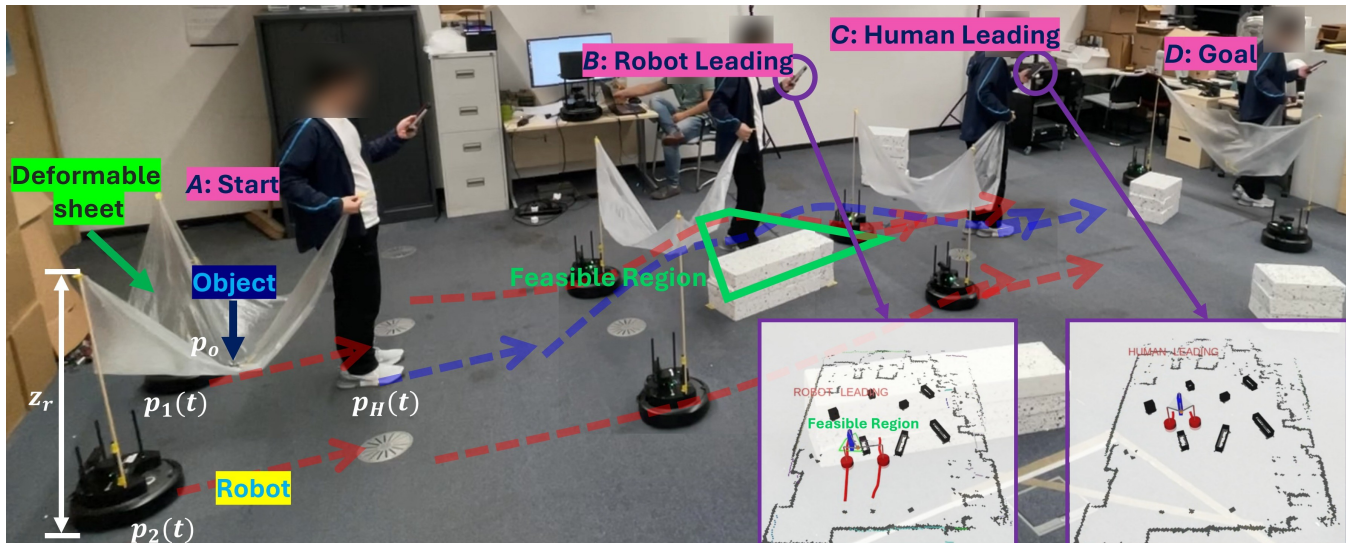 B: Robot Leading
C: Human Leading
D: Goal
Deformable
sheet
A: Start
Object
Feasible Region
p_o
z_r
p_1(t)
p_H(t)
Robot
p_2(t)
ROBOT LEADING
Feasible Region
HUMAN LEADING